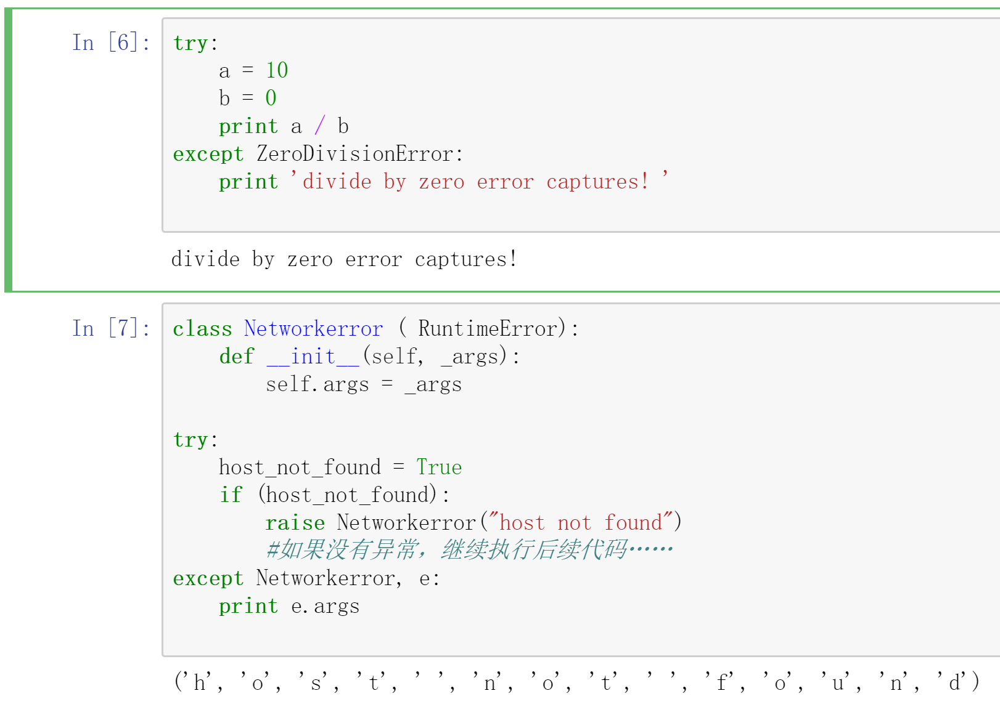 In [6]:
try:
    a = 10
    b = 0
    print a / b
except ZeroDivisionError:
    print 'divide by zero error captures! '
divide by zero error captures!
In [7]:
class Networkerror ( RuntimeError):
    def __init__(self, _args):
        self.args = _args
try:
    host_not_found = True
    if (host_not_found):
        raise Networkerror("host not found")
        #如果没有异常，继续执行后续代码……
except Networkerror, e:
    print e.args
('h', 'o', 's', 't', ' ', 'n', 'o', 't', ' ', 'f', 'o', 'u', 'n', 'd')